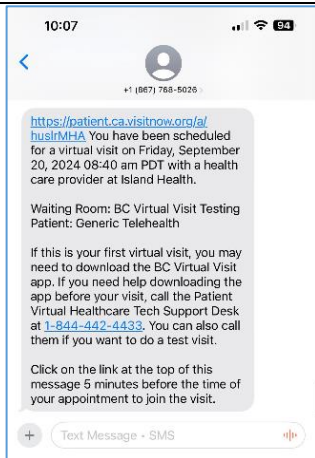 10:07
94
+1 (867) 768-5026
https://patient.ca.visitnow.org/a/
huslrMHA You have been scheduled
for a virtual visit on Friday, September
20, 2024 08:40 am PDT with a health
care provider at Island Health.
Waiting Room: BC Virtual Visit Testing
Patient: Generic Telehealth
If this is your first virtual visit, you may
need to download the BC Virtual Visit
app. If you need help downloading the
app before your visit, call the Patient
Virtual Healthcare Tech Support Desk
at 1-844-442-4433. You can also call
them if you want to do a test visit.
Click on the link at the top of this
message 5 minutes before the time of
your appointment to join the visit.
Text Message • SMS